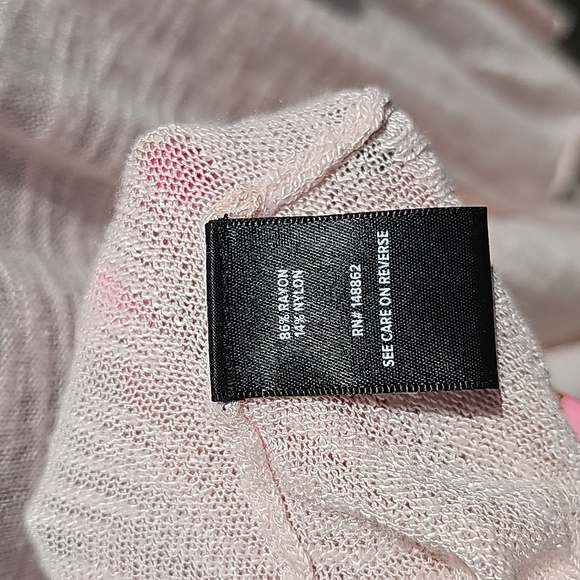 86% RAYON
14% NYLON
RN# 148862
SEE CARE ON REVERSE